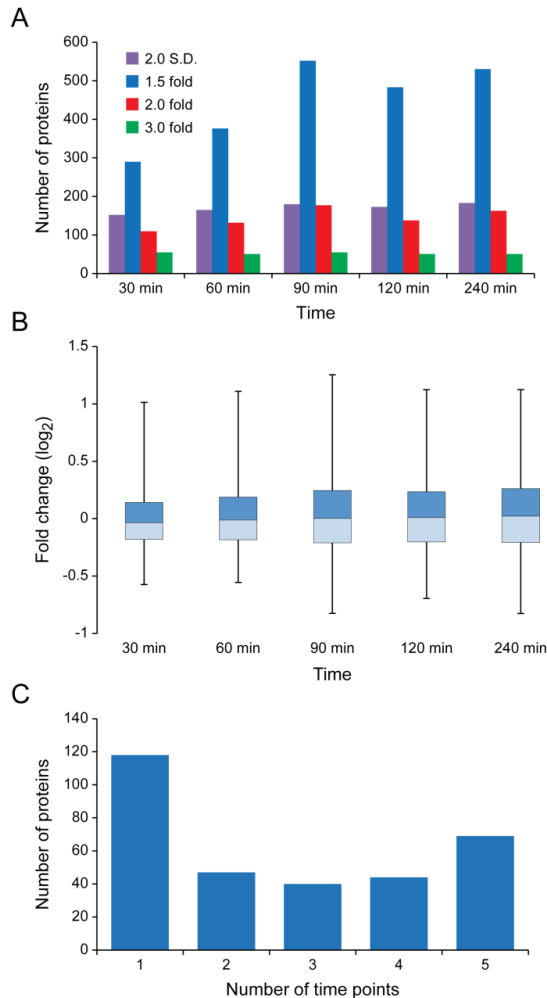 A
600
500
400
300
200
100
0
Number of proteins
2.0 S.D.
1.5 fold
2.0 fold
3.0 fold
30 min 60 min 90 min 120 min 240 min
Time
B
1.5
1
0.5
0
-0.5
-1
Fold change (log2)
30 min 60 min 90 min 120 min 240 min
Time
C
140
120
100
80
60
40
20
0
Number of proteins
1 2 3 4 5
Number of time points